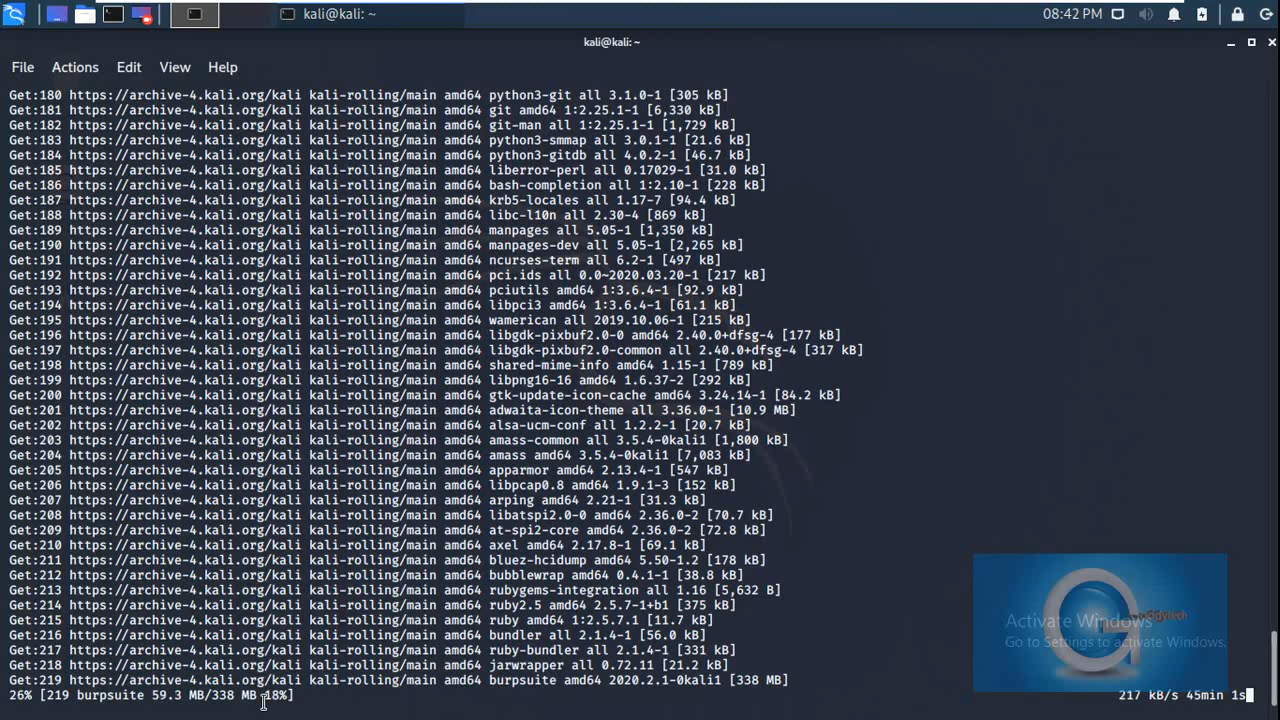 kali@kali: ~
08:42 PM
kali@kali: ~
File Actions Edit View Help
Get:180 https://archive-4.kali.org/kali kali-rolling/main amd64 python3-git all 3.1.0-1 [305 kB]
Get:181 https://archive-4.kali.org/kali kali-rolling/main amd64 git amd64 1:2.25.1-1 [6,330 kB]
Get:182 https://archive-4.kali.org/kali kali-rolling/main amd64 git-man all 1:2.25.1-1 [1,729 kB]
Get:183 https://archive-4.kali.org/kali kali-rolling/main amd64 python3-smmap all 3.0.1-1 [21.6 kB]
Get:184 https://archive-4.kali.org/kali kali-rolling/main amd64 python3-gitdb all 4.0.2-1 [46.7 kB]
Get:185 https://archive-4.kali.org/kali kali-rolling/main amd64 liberror-perl all 0.17029-1 [31.0 kB]
Get:186 https://archive-4.kali.org/kali kali-rolling/main amd64 bash-completion all 1:2.10-1 [228 kB]
Get:187 https://archive-4.kali.org/kali kali-rolling/main amd64 krb5-locales all 1.17-7 [94.4 kB]
Get:188 https://archive-4.kali.org/kali kali-rolling/main amd64 libc-l10n all 2.30-4 [869 kB]
Get:189 https://archive-4.kali.org/kali kali-rolling/main amd64 manpages all 5.05-1 [1,350 kB]
Get:190 https://archive-4.kali.org/kali kali-rolling/main amd64 manpages-dev all 5.05-1 [2,265 kB]
Get:191 https://archive-4.kali.org/kali kali-rolling/main amd64 ncurses-term all 6.2-1 [497 kB]
Get:192 https://archive-4.kali.org/kali kali-rolling/main amd64 pci.ids all 0.0~2020.03.20-1 [217 kB]
Get:193 https://archive-4.kali.org/kali kali-rolling/main amd64 pciutils amd64 1:3.6.4-1 [92.9 kB]
Get:194 https://archive-4.kali.org/kali kali-rolling/main amd64 libpci3 amd64 1:3.6.4-1 [61.1 kB]
Get:195 https://archive-4.kali.org/kali kali-rolling/main amd64 wamerican all 2019.10.06-1 [215 kB]
Get:196 https://archive-4.kali.org/kali kali-rolling/main amd64 libgdk-pixbuf2.0-0 amd64 2.40.0+dfsg-4 [177 kB]
Get:197 https://archive-4.kali.org/kali kali-rolling/main amd64 libgdk-pixbuf2.0-common all 2.40.0+dfsg-4 [317 kB]
Get:198 https://archive-4.kali.org/kali kali-rolling/main amd64 shared-mime-info amd64 1.15-1 [789 kB]
Get:199 https://archive-4.kali.org/kali kali-rolling/main amd64 libpng16-16 amd64 1.6.37-2 [292 kB]
Get:200 https://archive-4.kali.org/kali kali-rolling/main amd64 gtk-update-icon-cache amd64 3.24.14-1 [84.2 kB]
Get:201 https://archive-4.kali.org/kali kali-rolling/main amd64 adwaita-icon-theme all 3.36.0-1 [10.9 MB]
Get:202 https://archive-4.kali.org/kali kali-rolling/main amd64 alsa-ucm-conf all 1.2.2-1 [20.7 kB]
Get:203 https://archive-4.kali.org/kali kali-rolling/main amd64 amass-common all 3.5.4-0kali1 [1,800 kB]
Get:204 https://archive-4.kali.org/kali kali-rolling/main amd64 amass amd64 3.5.4-0kali1 [7,083 kB]
Get:205 https://archive-4.kali.org/kali kali-rolling/main amd64 apparmor amd64 2.13.4-1 [547 kB]
Get:206 https://archive-4.kali.org/kali kali-rolling/main amd64 libpcap0.8 amd64 1.9.1-3 [152 kB]
Get:207 https://archive-4.kali.org/kali kali-rolling/main amd64 arping amd64 2.21-1 [31.3 kB]
Get:208 https://archive-4.kali.org/kali kali-rolling/main amd64 libatspi2.0-0 amd64 2.36.0-2 [70.7 kB]
Get:209 https://archive-4.kali.org/kali kali-rolling/main amd64 at-spi2-core amd64 2.36.0-2 [72.8 kB]
Get:210 https://archive-4.kali.org/kali kali-rolling/main amd64 axel amd64 2.17.8-1 [69.1 kB]
Get:211 https://archive-4.kali.org/kali kali-rolling/main amd64 bluez-hcidump amd64 5.50-1.2 [178 kB]
Get:212 https://archive-4.kali.org/kali kali-rolling/main amd64 bubblewrap amd64 0.4.1-1 [38.8 kB]
Get:213 https://archive-4.kali.org/kali kali-rolling/main amd64 rubygems-integration all 1.16 [5,632 B]
Get:214 https://archive-4.kali.org/kali kali-rolling/main amd64 ruby2.5 amd64 2.5.7-1+b1 [375 kB]
Get:215 https://archive-4.kali.org/kali kali-rolling/main amd64 ruby amd64 1:2.5.7.1 [11.7 kB]
Get:216 https://archive-4.kali.org/kali kali-rolling/main amd64 bundler all 2.1.4-1 [56.0 kB]
Get:217 https://archive-4.kali.org/kali kali-rolling/main amd64 ruby-bundler all 2.1.4-1 [331 kB]
Get:218 https://archive-4.kali.org/kali kali-rolling/main amd64 jarwrapper all 0.72.11 [21.2 kB]
Get:219 https://archive-4.kali.org/kali kali-rolling/main amd64 burpsuite amd64 2020.2.1-0kali1 [338 MB]
26% [219 burpsuite 59.3 MB/338 MB 18%] 217 kB/s 45min 1s
Activate Windows
Go to Settings to activate Windows.